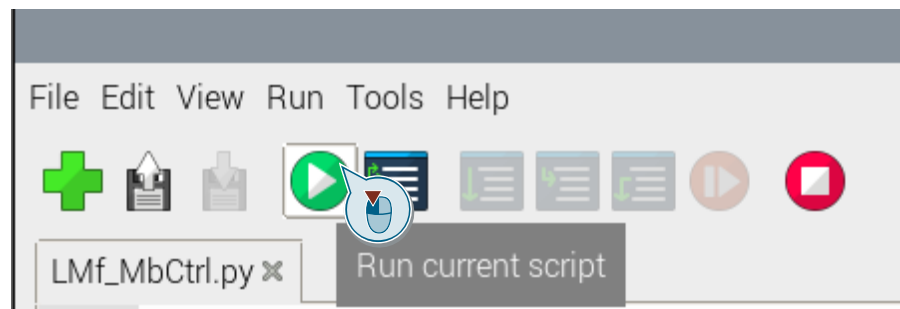 File Edit View Run Tools Help
LMf_MbCtrl.py
Run current script